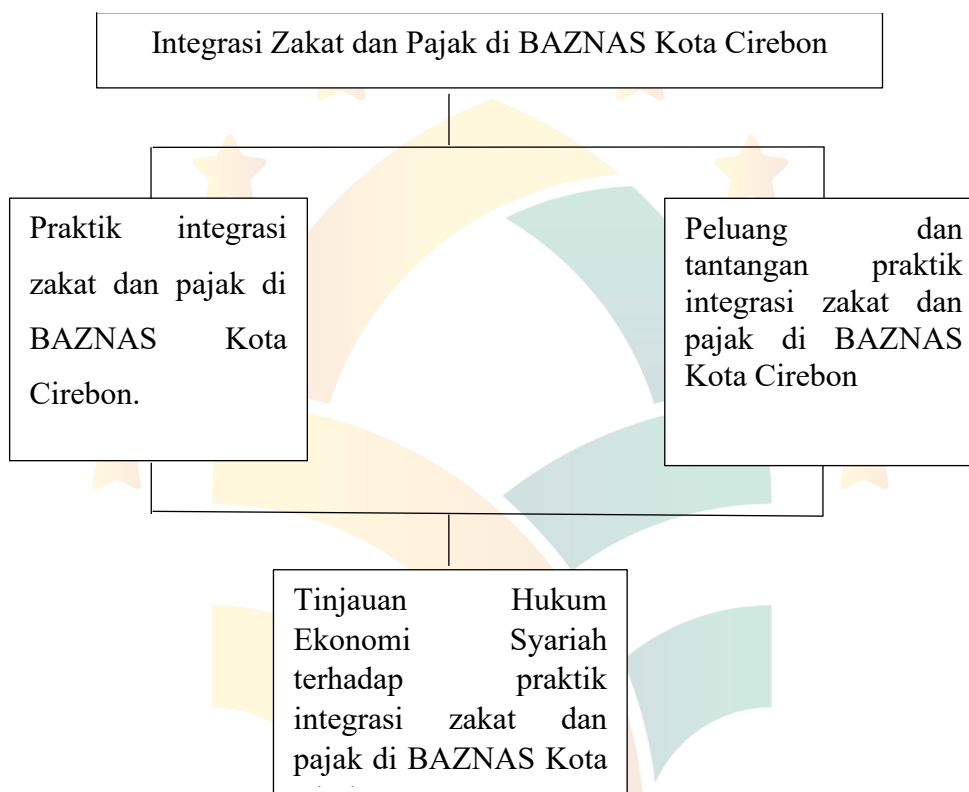 Integrasi Zakat dan Pajak di BAZNAS Kota Cirebon
Praktik integrasi
zakat dan pajak di
BAZNAS Kota
Cirebon.
Peluang dan
tantangan praktik
integrasi zakat dan
pajak di BAZNAS
Kota Cirebon
Tinjauan Hukum
Ekonomi Syariah
terhadap praktik
integrasi zakat dan
pajak di BAZNAS Kota